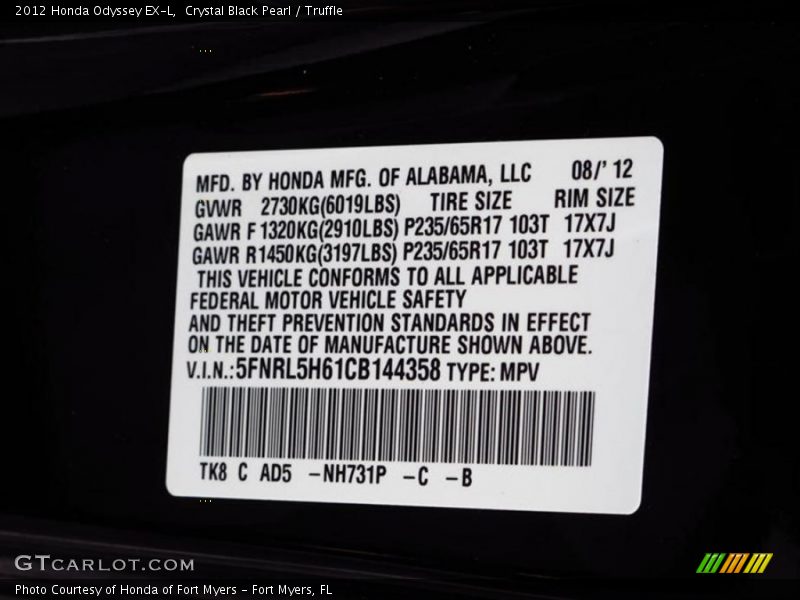 2012 Honda Odyssey EX-L,  Crystal Black Pearl / Truffle
MFD. BY HONDA MFG. OF ALABAMA, LLC 08/' 12
GVWR 2730KG(6019LBS) TIRE SIZE RIM SIZE
GAWR F 1320KG(2910LBS) P235/65R17 103T 17X7J
GAWR R1450KG(3197LBS) P235/65R17 103T 17X7J
THIS VEHICLE CONFORMS TO ALL APPLICABLE
FEDERAL MOTOR VEHICLE SAFETY
AND THEFT PREVENTION STANDARDS IN EFFECT
ON THE DATE OF MANUFACTURE SHOWN ABOVE.
V.I.N.:5FNRL5H61CB144358 TYPE: MPV
TK8 C AD5 -NH731P -C -B
GTCARLOT.COM
Photo Courtesy of Honda of Fort Myers - Fort Myers, FL